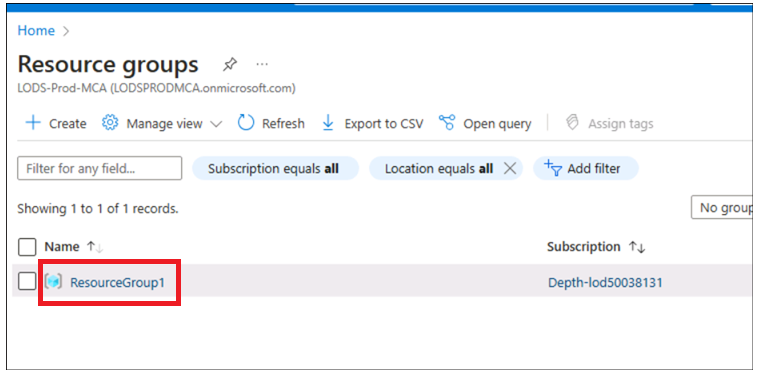 Home >
Resource groups ...
LODS-Prod-MCA (LODSPRODMCA.onmicrosoft.com)
+ Create Manage view Refresh Export to CSV Open query Assign tags
Filter for any field... Subscription equals all Location equals all Add filter
Showing 1 to 1 of 1 records. No group
Name ↑↓ Subscription ↑↓
ResourceGroup1 Depth-lod50038131